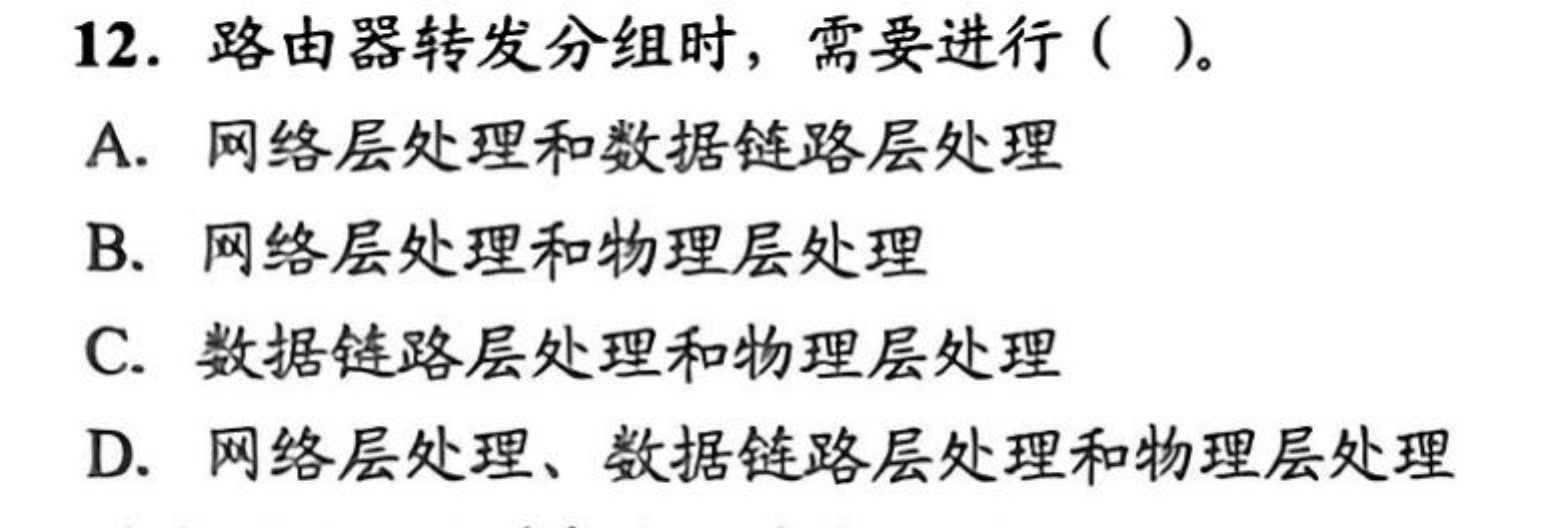 12. 路由器转发分组时，需要进行（ ）。
A. 网络层处理和数据链路层处理
B. 网络层处理和物理层处理
C. 数据链路层处理和物理层处理
D. 网络层处理、数据链路层处理和物理层处理